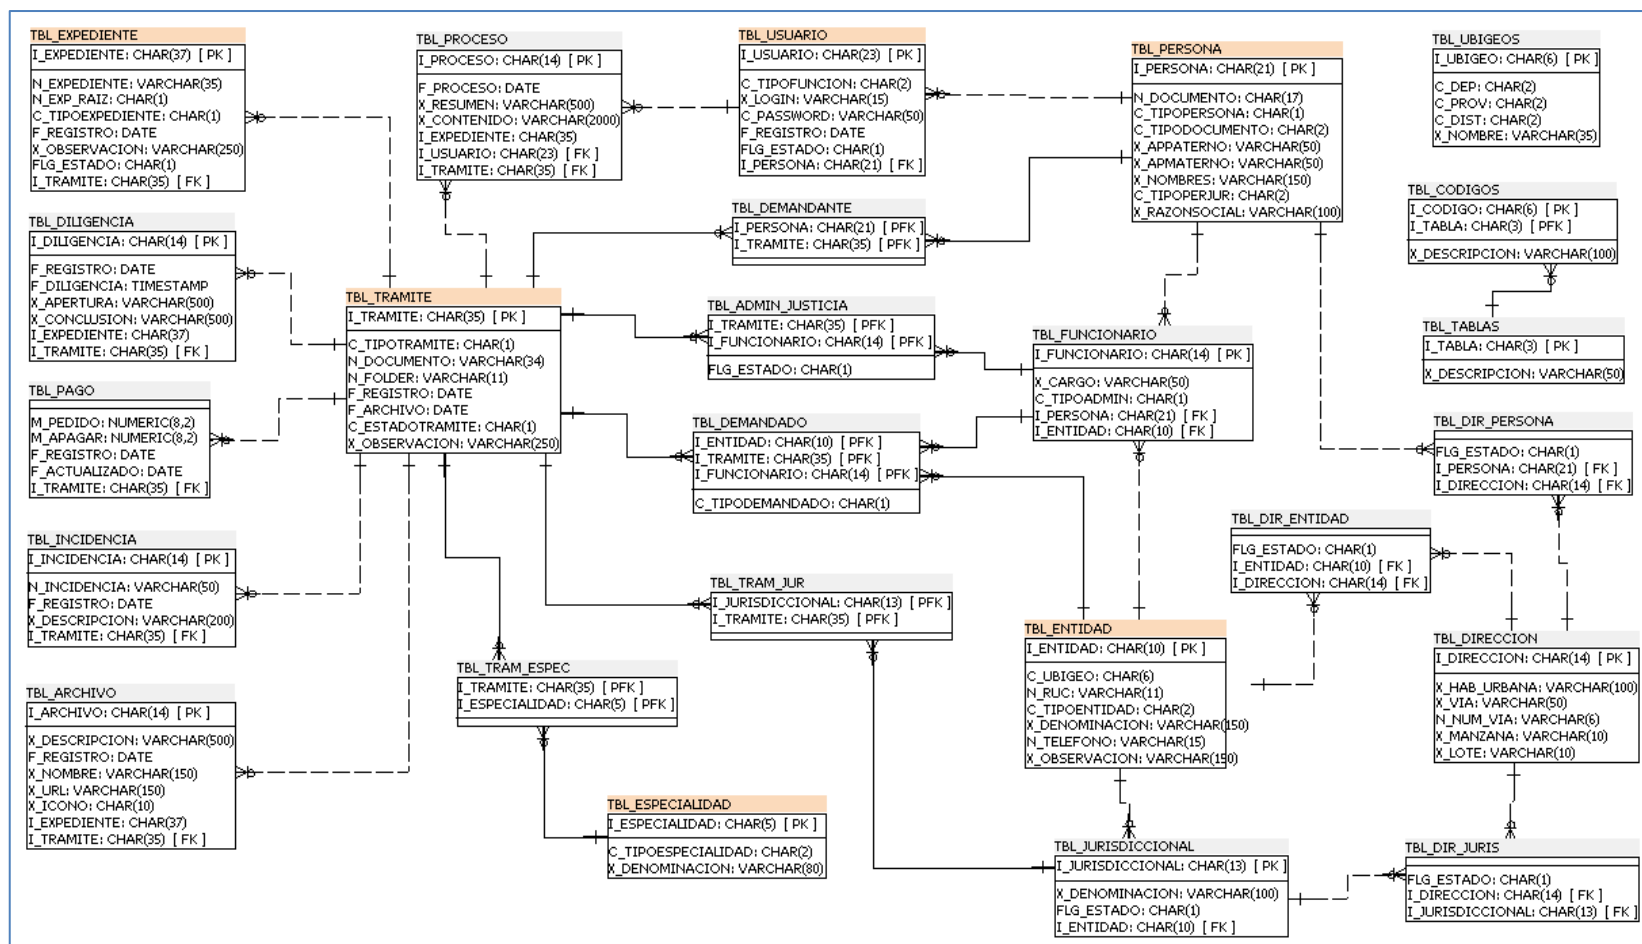 TBL_EXPEDIENTE
I_EXPEDIENTE: CHAR(37) [ PK ]
N_EXPEDIENTE: VARCHAR(35)
N_EXP_RAIZ: CHAR(1)
C_TIPOEXPEDIENTE: CHAR(1)
F_REGISTRO: DATE
X_OBSERVACION: VARCHAR(250)
FLG_ESTADO: CHAR(1)
I_TRAMITE: CHAR(35) [ FK ]
TBL_PROCESO
I_PROCESO: CHAR(14) [ PK ]
F_PROCESO: DATE
X_RESUMEN: VARCHAR(500)
X_CONTENIDO: VARCHAR(2000)
I_EXPEDIENTE: CHAR(35)
I_USUARIO: CHAR(23) [ FK ]
I_TRAMITE: CHAR(35) [ FK ]
TBL_USUARIO
I_USUARIO: CHAR(23) [ PK ]
C_TIPOFUNCION: CHAR(2)
X_LOGIN: VARCHAR(15)
C_PASSWORD: VARCHAR(50)
F_REGISTRO: DATE
FLG_ESTADO: CHAR(1)
I_PERSONA: CHAR(21) [ FK ]
TBL_PERSONA
I_PERSONA: CHAR(21) [ PK ]
N_DOCUMENTO: CHAR(17)
C_TIPOPERSONA: CHAR(1)
C_TIPODOCUMENTO: CHAR(2)
X_APPATERNO: VARCHAR(50)
X_APMATERNO: VARCHAR(50)
X_NOMBRES: VARCHAR(150)
C_TIPOPERJUR: CHAR(2)
X_RAZONSOCIAL: VARCHAR(100)
TBL_UBIGEOS
I_UBIGEO: CHAR(6) [ PK ]
C_DEP: CHAR(2)
C_PROV: CHAR(2)
C_DIST: CHAR(2)
X_NOMBRE: VARCHAR(35)
TBL_DILIGENCIA
I_DILIGENCIA: CHAR(14) [ PK ]
F_REGISTRO: DATE
F_DILIGENCIA: TIMESTAMP
X_APERTURA: VARCHAR(500)
X_CONCLUSION: VARCHAR(500)
I_EXPEDIENTE: CHAR(37)
I_TRAMITE: CHAR(35) [ FK ]
TBL_DEMANDANTE
I_PERSONA: CHAR(21) [ PFK ]
I_TRAMITE: CHAR(35) [ PFK ]
TBL_CODIGOS
I_CODIGO: CHAR(6) [ PK ]
I_TABLA: CHAR(3) [ PFK ]
X_DESCRIPCION: VARCHAR(100)
TBL_TRAMITE
I_TRAMITE: CHAR(35) [ PK ]
C_TIPOTRAMITE: CHAR(1)
N_DOCUMENTO: VARCHAR(34)
N_FOLDER: VARCHAR(11)
F_REGISTRO: DATE
F_ARCHIVO: DATE
C_ESTADOTRAMITE: CHAR(1)
X_OBSERVACION: VARCHAR(250)
TBL_ADMIN_JUSTICIA
I_TRAMITE: CHAR(35) [ PFK ]
I_FUNCIONARIO: CHAR(14) [ PFK ]
FLG_ESTADO: CHAR(1)
TBL_FUNCIONARIO
I_FUNCIONARIO: CHAR(14) [ PK ]
X_CARGO: VARCHAR(50)
C_TIPOADMIN: CHAR(1)
I_PERSONA: CHAR(21) [ FK ]
I_ENTIDAD: CHAR(10) [ FK ]
TBL_TABLAS
I_TABLA: CHAR(3) [ PK ]
X_DESCRIPCION: VARCHAR(50)
TBL_PAGO
M_PEDIDO: NUMERIC(8,2)
M_APAGAR: NUMERIC(8,2)
F_REGISTRO: DATE
F_ACTUALIZADO: DATE
I_TRAMITE: CHAR(35) [ FK ]
TBL_DEMANDADO
I_ENTIDAD: CHAR(10) [ PFK ]
I_TRAMITE: CHAR(35) [ PFK ]
I_FUNCIONARIO: CHAR(14) [ PFK ]
C_TIPODEMANDADO: CHAR(1)
TBL_DIR_PERSONA
FLG_ESTADO: CHAR(1)
I_PERSONA: CHAR(21) [ FK ]
I_DIRECCION: CHAR(14) [ FK ]
TBL_INCIDENCIA
I_INCIDENCIA: CHAR(14) [ PK ]
N_INCIDENCIA: VARCHAR(50)
F_REGISTRO: DATE
X_DESCRIPCION: VARCHAR(200)
I_TRAMITE: CHAR(35) [ FK ]
TBL_DIR_ENTIDAD
FLG_ESTADO: CHAR(1)
I_ENTIDAD: CHAR(10) [ FK ]
I_DIRECCION: CHAR(14) [ FK ]
TBL_TRAM_JUR
I_JURISDICCIONAL: CHAR(13) [ PFK ]
I_TRAMITE: CHAR(35) [ PFK ]
TBL_ENTIDAD
I_ENTIDAD: CHAR(10) [ PK ]
C_UBIGEO: CHAR(6)
N_RUC: VARCHAR(11)
C_TIPOENTIDAD: CHAR(2)
X_DENOMINACION: VARCHAR(150)
N_TELEFONO: VARCHAR(15)
X_OBSERVACION: VARCHAR(150)
TBL_DIRECCION
I_DIRECCION: CHAR(14) [ PK ]
X_HAB_URBANA: VARCHAR(100)
X_VIA: VARCHAR(50)
N_NUM_VIA: VARCHAR(6)
X_MANZANA: VARCHAR(10)
X_LOTE: VARCHAR(10)
TBL_TRAM_ESPEC
I_TRAMITE: CHAR(35) [ PFK ]
I_ESPECIALIDAD: CHAR(5) [ PFK ]
TBL_ARCHIVO
I_ARCHIVO: CHAR(14) [ PK ]
X_DESCRIPCION: VARCHAR(500)
F_REGISTRO: DATE
X_NOMBRE: VARCHAR(150)
X_URL: VARCHAR(150)
X_ICONO: CHAR(10)
I_EXPEDIENTE: CHAR(37)
I_TRAMITE: CHAR(35) [ FK ]
TBL_ESPECIALIDAD
I_ESPECIALIDAD: CHAR(5) [ PK ]
C_TIPOESPECIALIDAD: CHAR(2)
X_DENOMINACION: VARCHAR(80)
TBL_JURISDICCIONAL
I_JURISDICCIONAL: CHAR(13) [ PK ]
X_DENOMINACION: VARCHAR(100)
FLG_ESTADO: CHAR(1)
I_ENTIDAD: CHAR(10) [ FK ]
TBL_DIR_JURIS
FLG_ESTADO: CHAR(1)
I_DIRECCION: CHAR(14) [ FK ]
I_JURISDICCIONAL: CHAR(13) [ FK ]